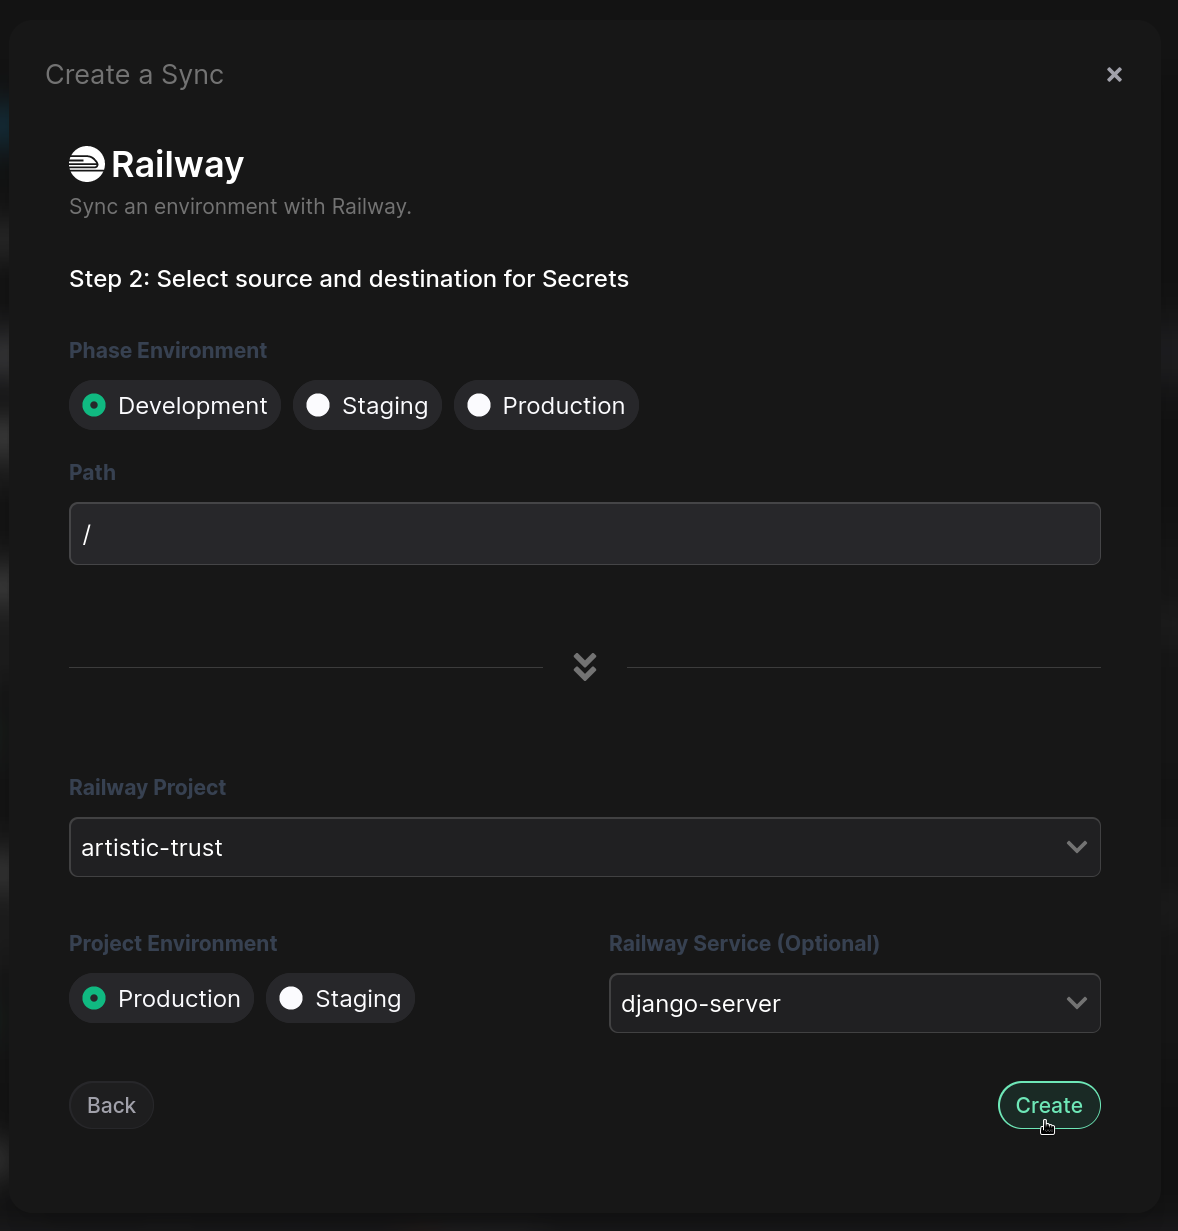 Create a Sync
Railway
Sync an environment with Railway.
Step 2: Select source and destination for Secrets
Phase Environment
Development Staging Production
Path
/
Railway Project
artistic-trust
Project Environment Railway Service (Optional)
Production Staging django-server
Back Create